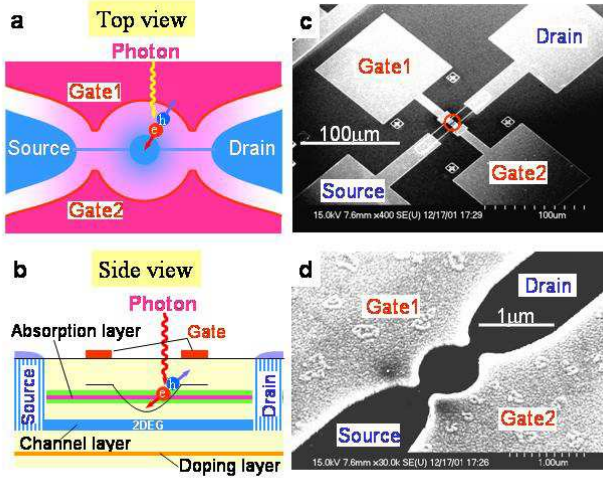 a
Top view
Photon
Gate1
h
e
Source
Drain
Gate2
b
Side view
Photon
Absorption layer
Gate
h
e
Source
Drain
2DEG
Channel layer
Doping layer
c
Drain
Gate1
100μm
Source
Gate2
15.0kV 7.6mm x400 SE(U) 12/17/01 17:29
100um
d
Drain
Gate1
1μm
Gate2
Source
15.0kV 7.6mm x30.0k SE(U) 12/17/01 17:26
1.00um